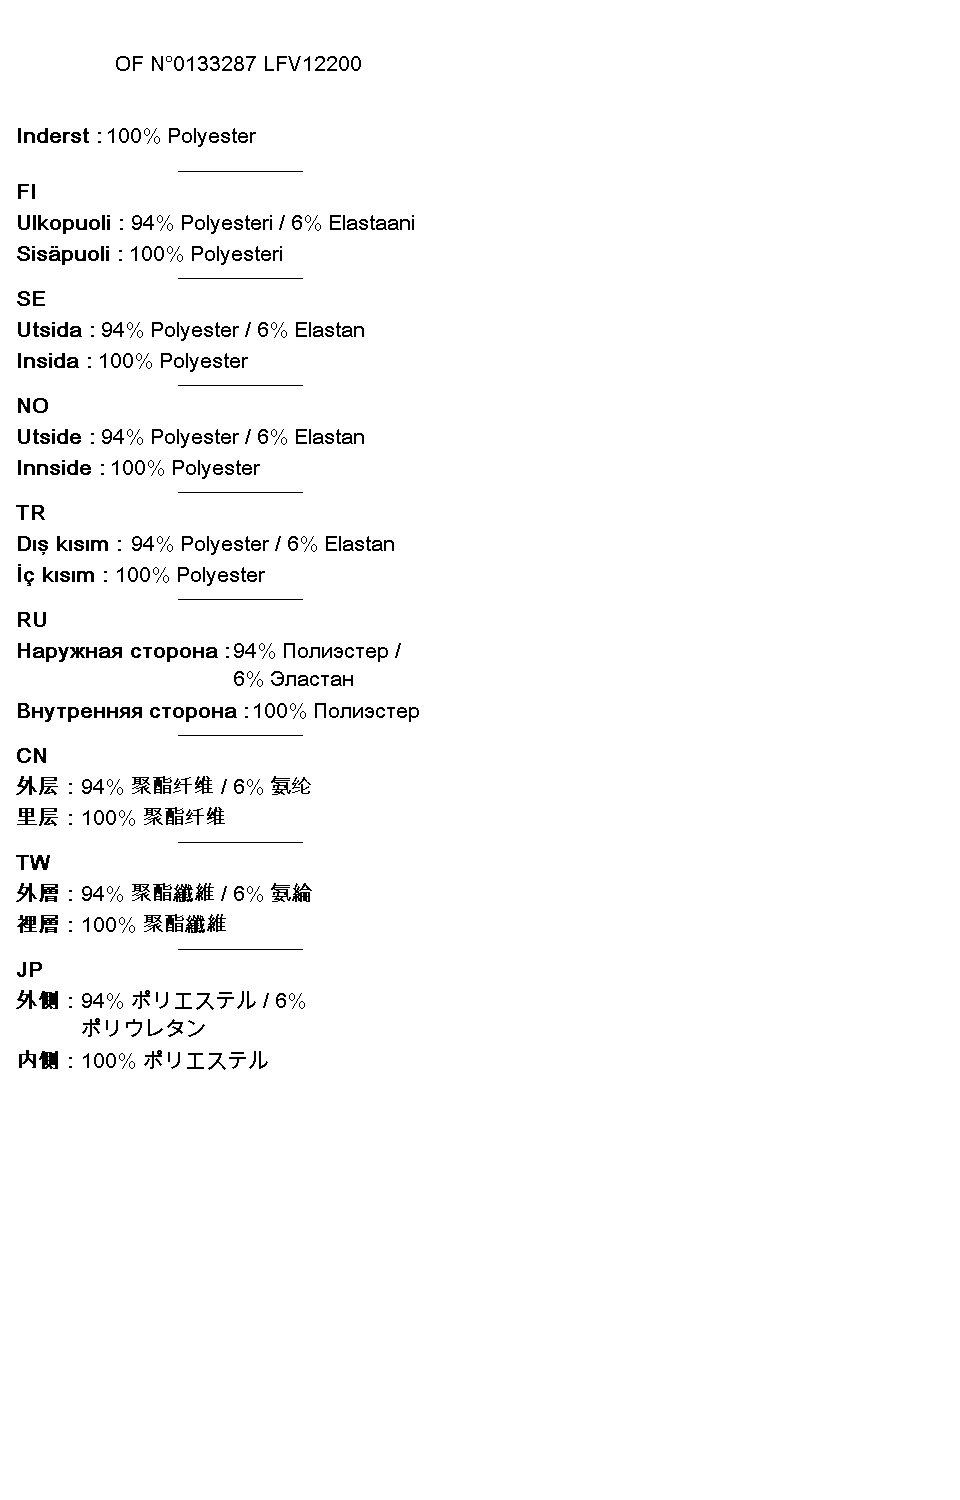 OF N°0133287 LFV12200
Inderst : 100% Polyester
FI
Ulkopuoli : 94% Polyesteri / 6% Elastaani
Sisäpuoli : 100% Polyesteri
SE
Utsida : 94% Polyester / 6% Elastan
Insida : 100% Polyester
NO
Utside : 94% Polyester / 6% Elastan
Innside : 100% Polyester
TR
Dış kısım : 94% Polyester / 6% Elastan
İç kısım : 100% Polyester
RU
Наружная сторона : 94% Полиэстер /
6% Эластан
Внутренняя сторона : 100% Полиэстер
CN
外层 : 94% 聚酯纤维 / 6% 氨纶
里层 : 100% 聚酯纤维
TW
外層 : 94% 聚酯纖維 / 6% 氨綸
裡層 : 100% 聚酯纖維
JP
外側 : 94% ポリエステル / 6%
ポリウレタン
内側 : 100% ポリエステル